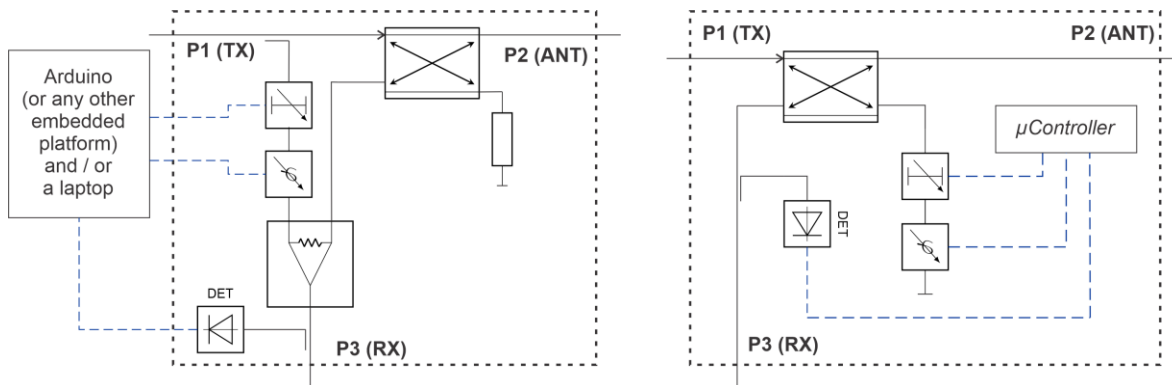 P1 (TX)
P2 (ANT)
Arduino
(or any other
embedded
platform)
and / or
a laptop
DET
P3 (RX)
P1 (TX)
P2 (ANT)
µController
DET
P3 (RX)